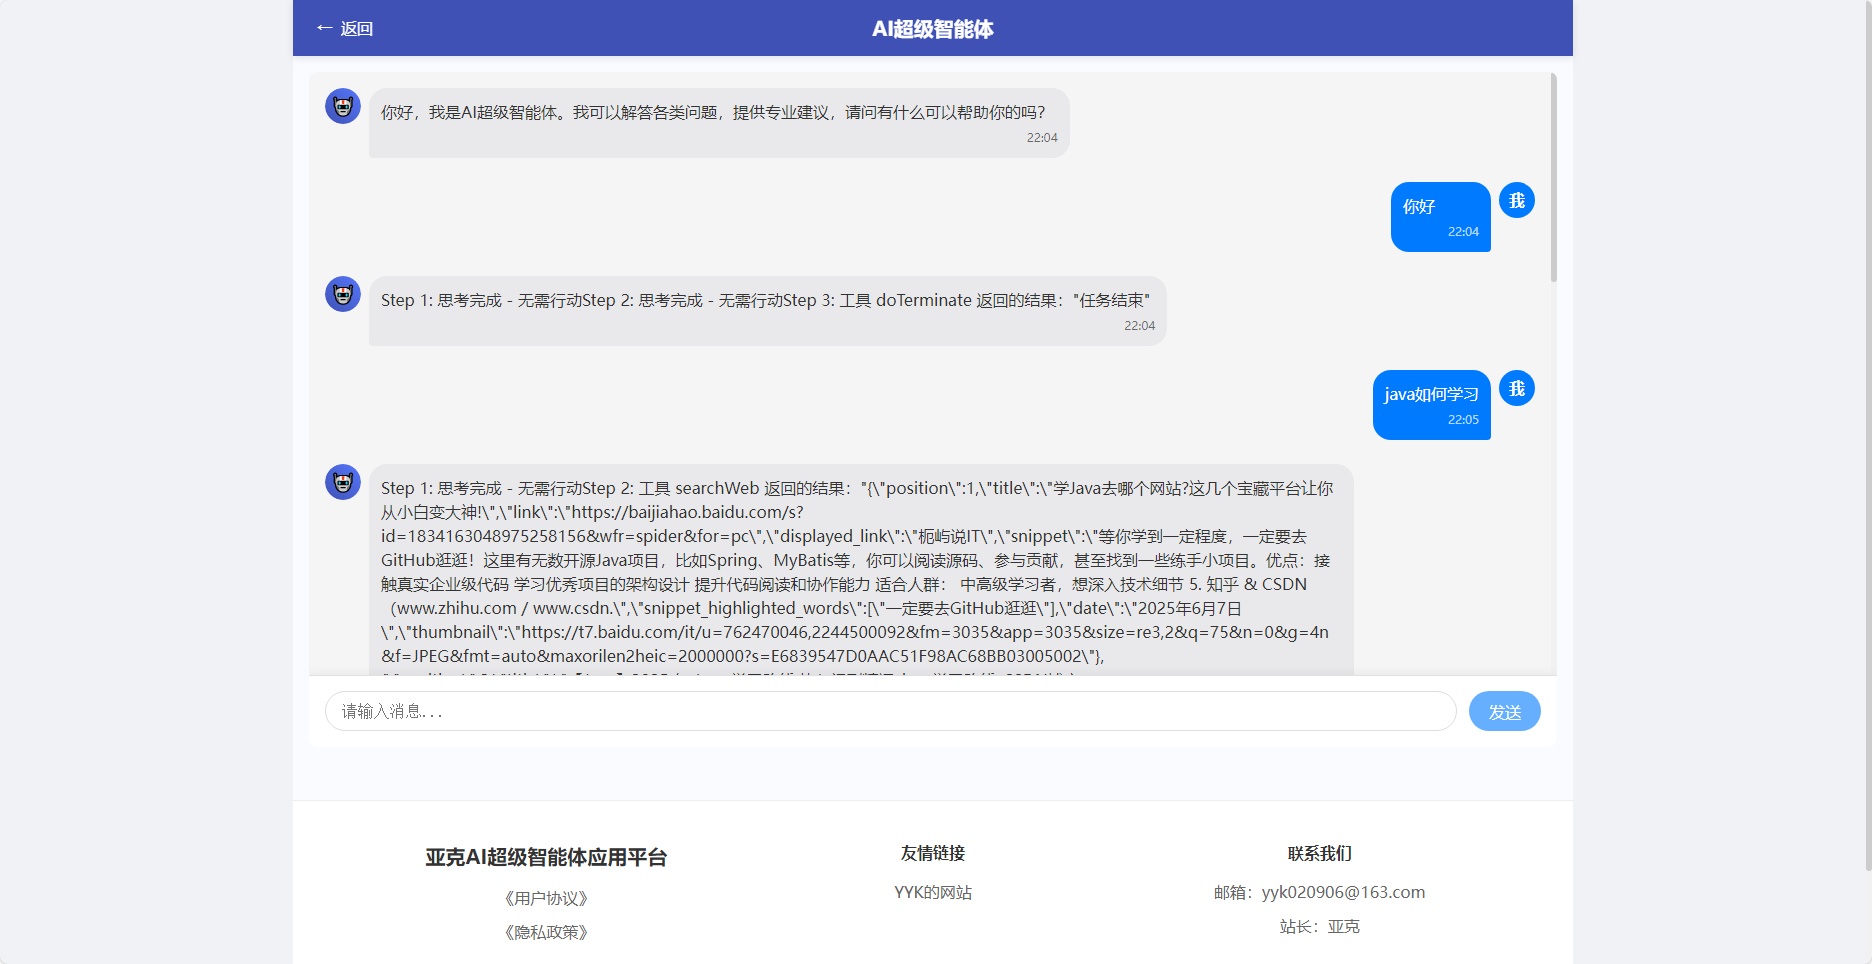 ← 返回
AI超级智能体
你好，我是AI超级智能体。我可以解答各类问题，提供专业建议，请问有什么可以帮助你的吗？
22:04
我
你好
22:04
Step 1: 思考完成 - 无需行动Step 2: 思考完成 - 无需行动Step 3: 工具 doTerminate 返回的结果："任务结束"
22:04
我
java如何学习
22:05
Step 1: 思考完成 - 无需行动Step 2: 工具 searchWeb 返回的结果："{\"position\":1,\"title\":\"学Java去哪个网站?这几个宝藏平台让你
从小白变大神!\",\"link\":\"https://baijiahao.baidu.com/s?
id=1834163048975258156&wfr=spider&for=pc\",\"displayed_link\":\"枙屿说IT\",\"snippet\":\"等你学到一定程度，一定要去
GitHub逛逛！这里有无数开源Java项目，比如Spring、MyBatis等，你可以阅读源码、参与贡献，甚至找到一些练手小项目。优点：接
触真实企业级代码 学习优秀项目的架构设计 提升代码阅读和协作能力 适合人群： 中高级学习者，想深入技术细节 5. 知乎 & CSDN
（www.zhihu.com / www.csdn.\",\"snippet_highlighted_words\":[\"一定要去GitHub逛逛\"],\"date\":\"2025年6月7日
\",\"thumbnail\":\"https://t7.baidu.com/it/u=762470046,2244500092&fm=3035&app=3035&size=re3,2&q=75&n=0&g=4n
&f=JPEG&fmt=auto&maxorilen2heic=2000000?s=E6839547D0AAC51F98AC68BB03005002\"},
请输入消息...
发送
亚克AI超级智能体应用平台
《用户协议》
《隐私政策》
友情链接
YYK的网站
联系我们
邮箱：yyk020906@163.com
站长：亚克